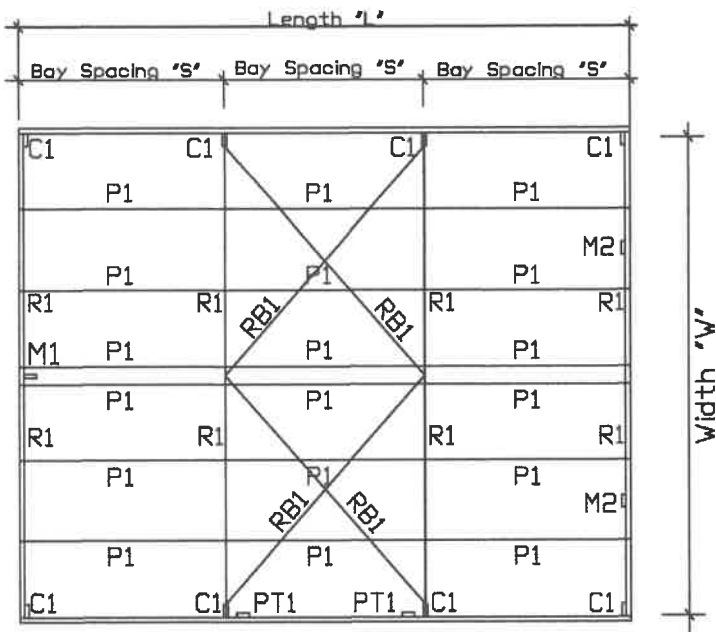 Length "L"
Bay Spacing "S" Bay Spacing "S" Bay Spacing "S"
C1 C1 C1 C1
P1 P1 P1
M2
P1 P1 P1
R1 R1 R1 R1
RB1 RB1
M1 P1 P1 P1
Width "W"
P1 P1 P1
R1 R1 R1 R1
P1 P1 P1
RB1 RB1 M2
P1 P1 P1
C1 C1 PT1 PT1 C1 C1